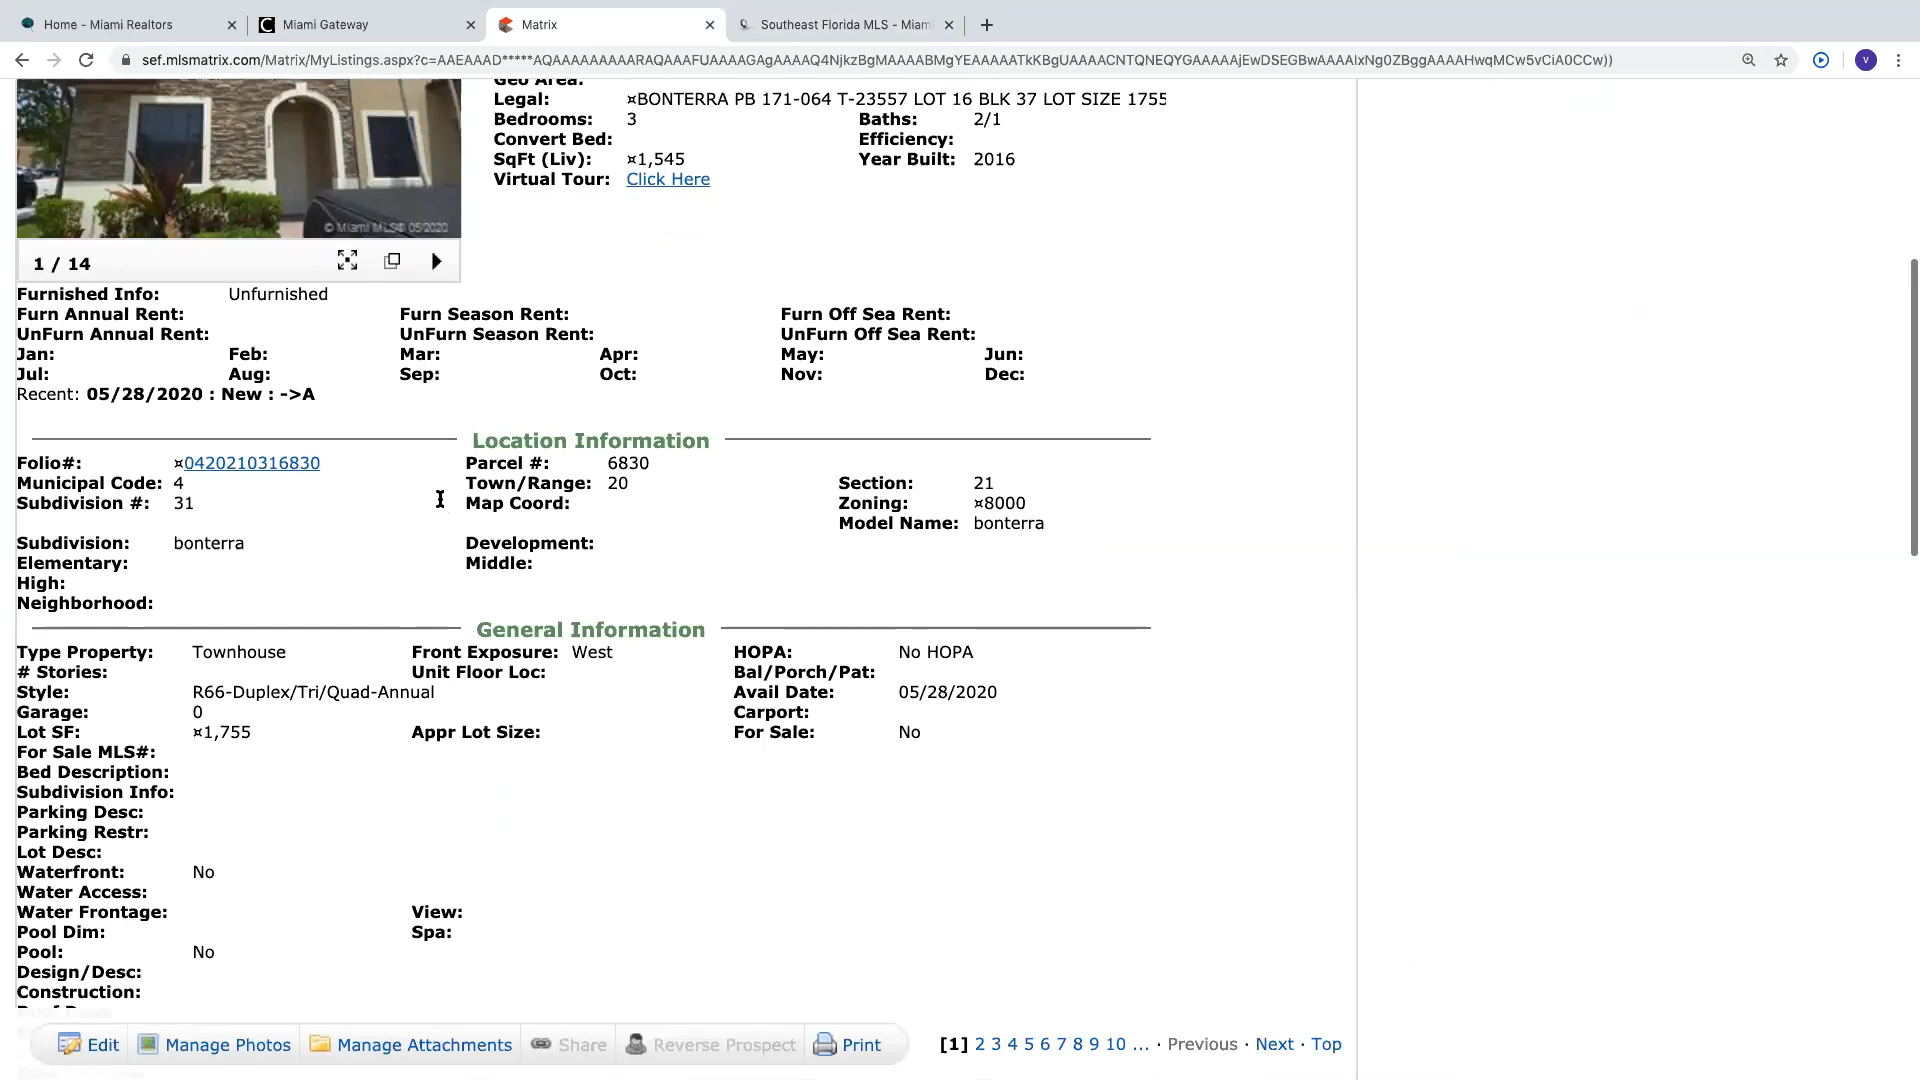 Home - Miami Realtors
Miami Gateway
Matrix
Southeast Florida MLS - Miam
sef.mlsmatrix.com/Matrix/MyListings.aspx?c=AAEAAAD*****AQAAAAAAAAARAQAAAFUAAAAGAgAAAAQ4NjkzBgMAAAABMgYEAAAAATkKBgUAAAACNTQNEQYGAAAAAjEwDSEGBwAAAAIxNg0ZBggAAAAHwqMCw5vCiA0CCw))
V
Geo Area:
Legal: ¤BONTERRA PB 171-064 T-23557 LOT 16 BLK 37 LOT SIZE 1755
Bedrooms: 3 Baths: 2/1
Convert Bed: Efficiency:
SqFt (Liv): ¤1,545 Year Built: 2016
Virtual Tour: Click Here
© Miami MLS® 05/2020
1 / 14
Furnished Info: Unfurnished
Furn Annual Rent: Furn Season Rent: Furn Off Sea Rent:
UnFurn Annual Rent: UnFurn Season Rent: UnFurn Off Sea Rent:
Jan: Feb: Mar: Apr: May: Jun:
Jul: Aug: Sep: Oct: Nov: Dec:
Recent: 05/28/2020 : New : ->A
Location Information
Folio#: ¤0420210316830 Parcel #: 6830
Municipal Code: 4 Town/Range: 20 Section: 21
Subdivision #: 31 Map Coord: Zoning: ¤8000
Model Name: bonterra
Subdivision: bonterra Development:
Elementary: Middle:
High:
Neighborhood:
General Information
Type Property: Townhouse Front Exposure: West HOPA: No HOPA
# Stories: Unit Floor Loc: Bal/Porch/Pat:
Style: R66-Duplex/Tri/Quad-Annual Avail Date: 05/28/2020
Garage: 0 Carport:
Lot SF: ¤1,755 Appr Lot Size: For Sale: No
For Sale MLS#:
Bed Description:
Subdivision Info:
Parking Desc:
Parking Restr:
Lot Desc:
Waterfront: No
Water Access:
Water Frontage: View:
Pool Dim: Spa:
Pool: No
Design/Desc:
Construction:
Edit Manage Photos Manage Attachments Share Reverse Prospect Print [1] 2 3 4 5 6 7 8 9 10 ... · Previous · Next · Top